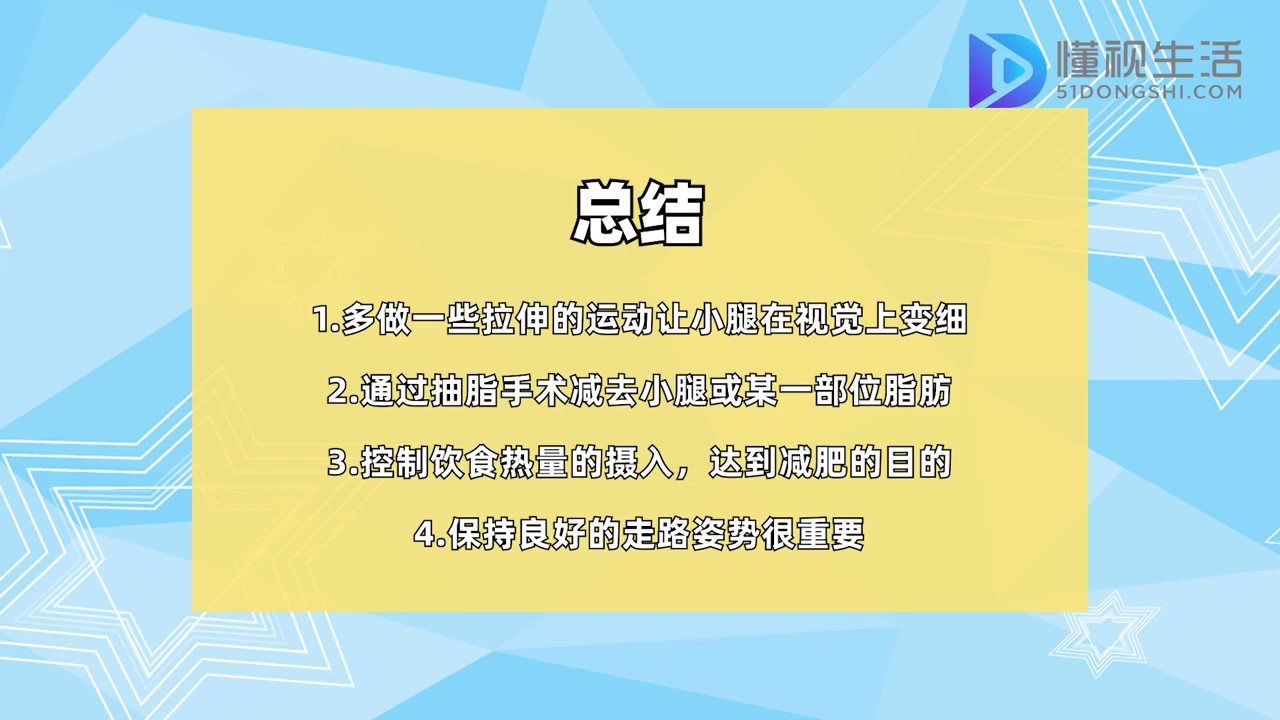 懂视生活
51DONGSHI.COM
总结
1.多做一些拉伸的运动让小腿在视觉上变细
2.通过抽脂手术减去小腿或某一部位脂肪
3.控制饮食热量的摄入，达到减肥的目的
4.保持良好的走路姿势很重要